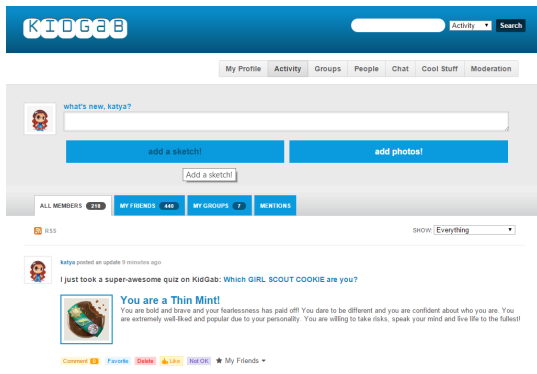 KIDGAB
Activity
Search
My Profile
Activity
Groups
People
Chat
Cool Stuff
Moderation
what's new, katya?
add a sketch!
add photos!
Add a sketch!
ALL MEMBERS 218
MY FRIENDS 440
MY GROUPS 7
MENTIONS
RSS
SHOW: Everything
katya posted an update 9 minutes ago
I just took a super-awesome quiz on KidGab: Which GIRL SCOUT COOKIE are you?
You are a Thin Mint!
You are bold and brave and your fearlessness has paid off! You dare to be different and you are confident about who you are. You
are extremely well-liked and popular due to your personality. You are willing to take risks, speak your mind and live life to the fullest!
Comment 0 Favorite Delete Like Not OK My Friends